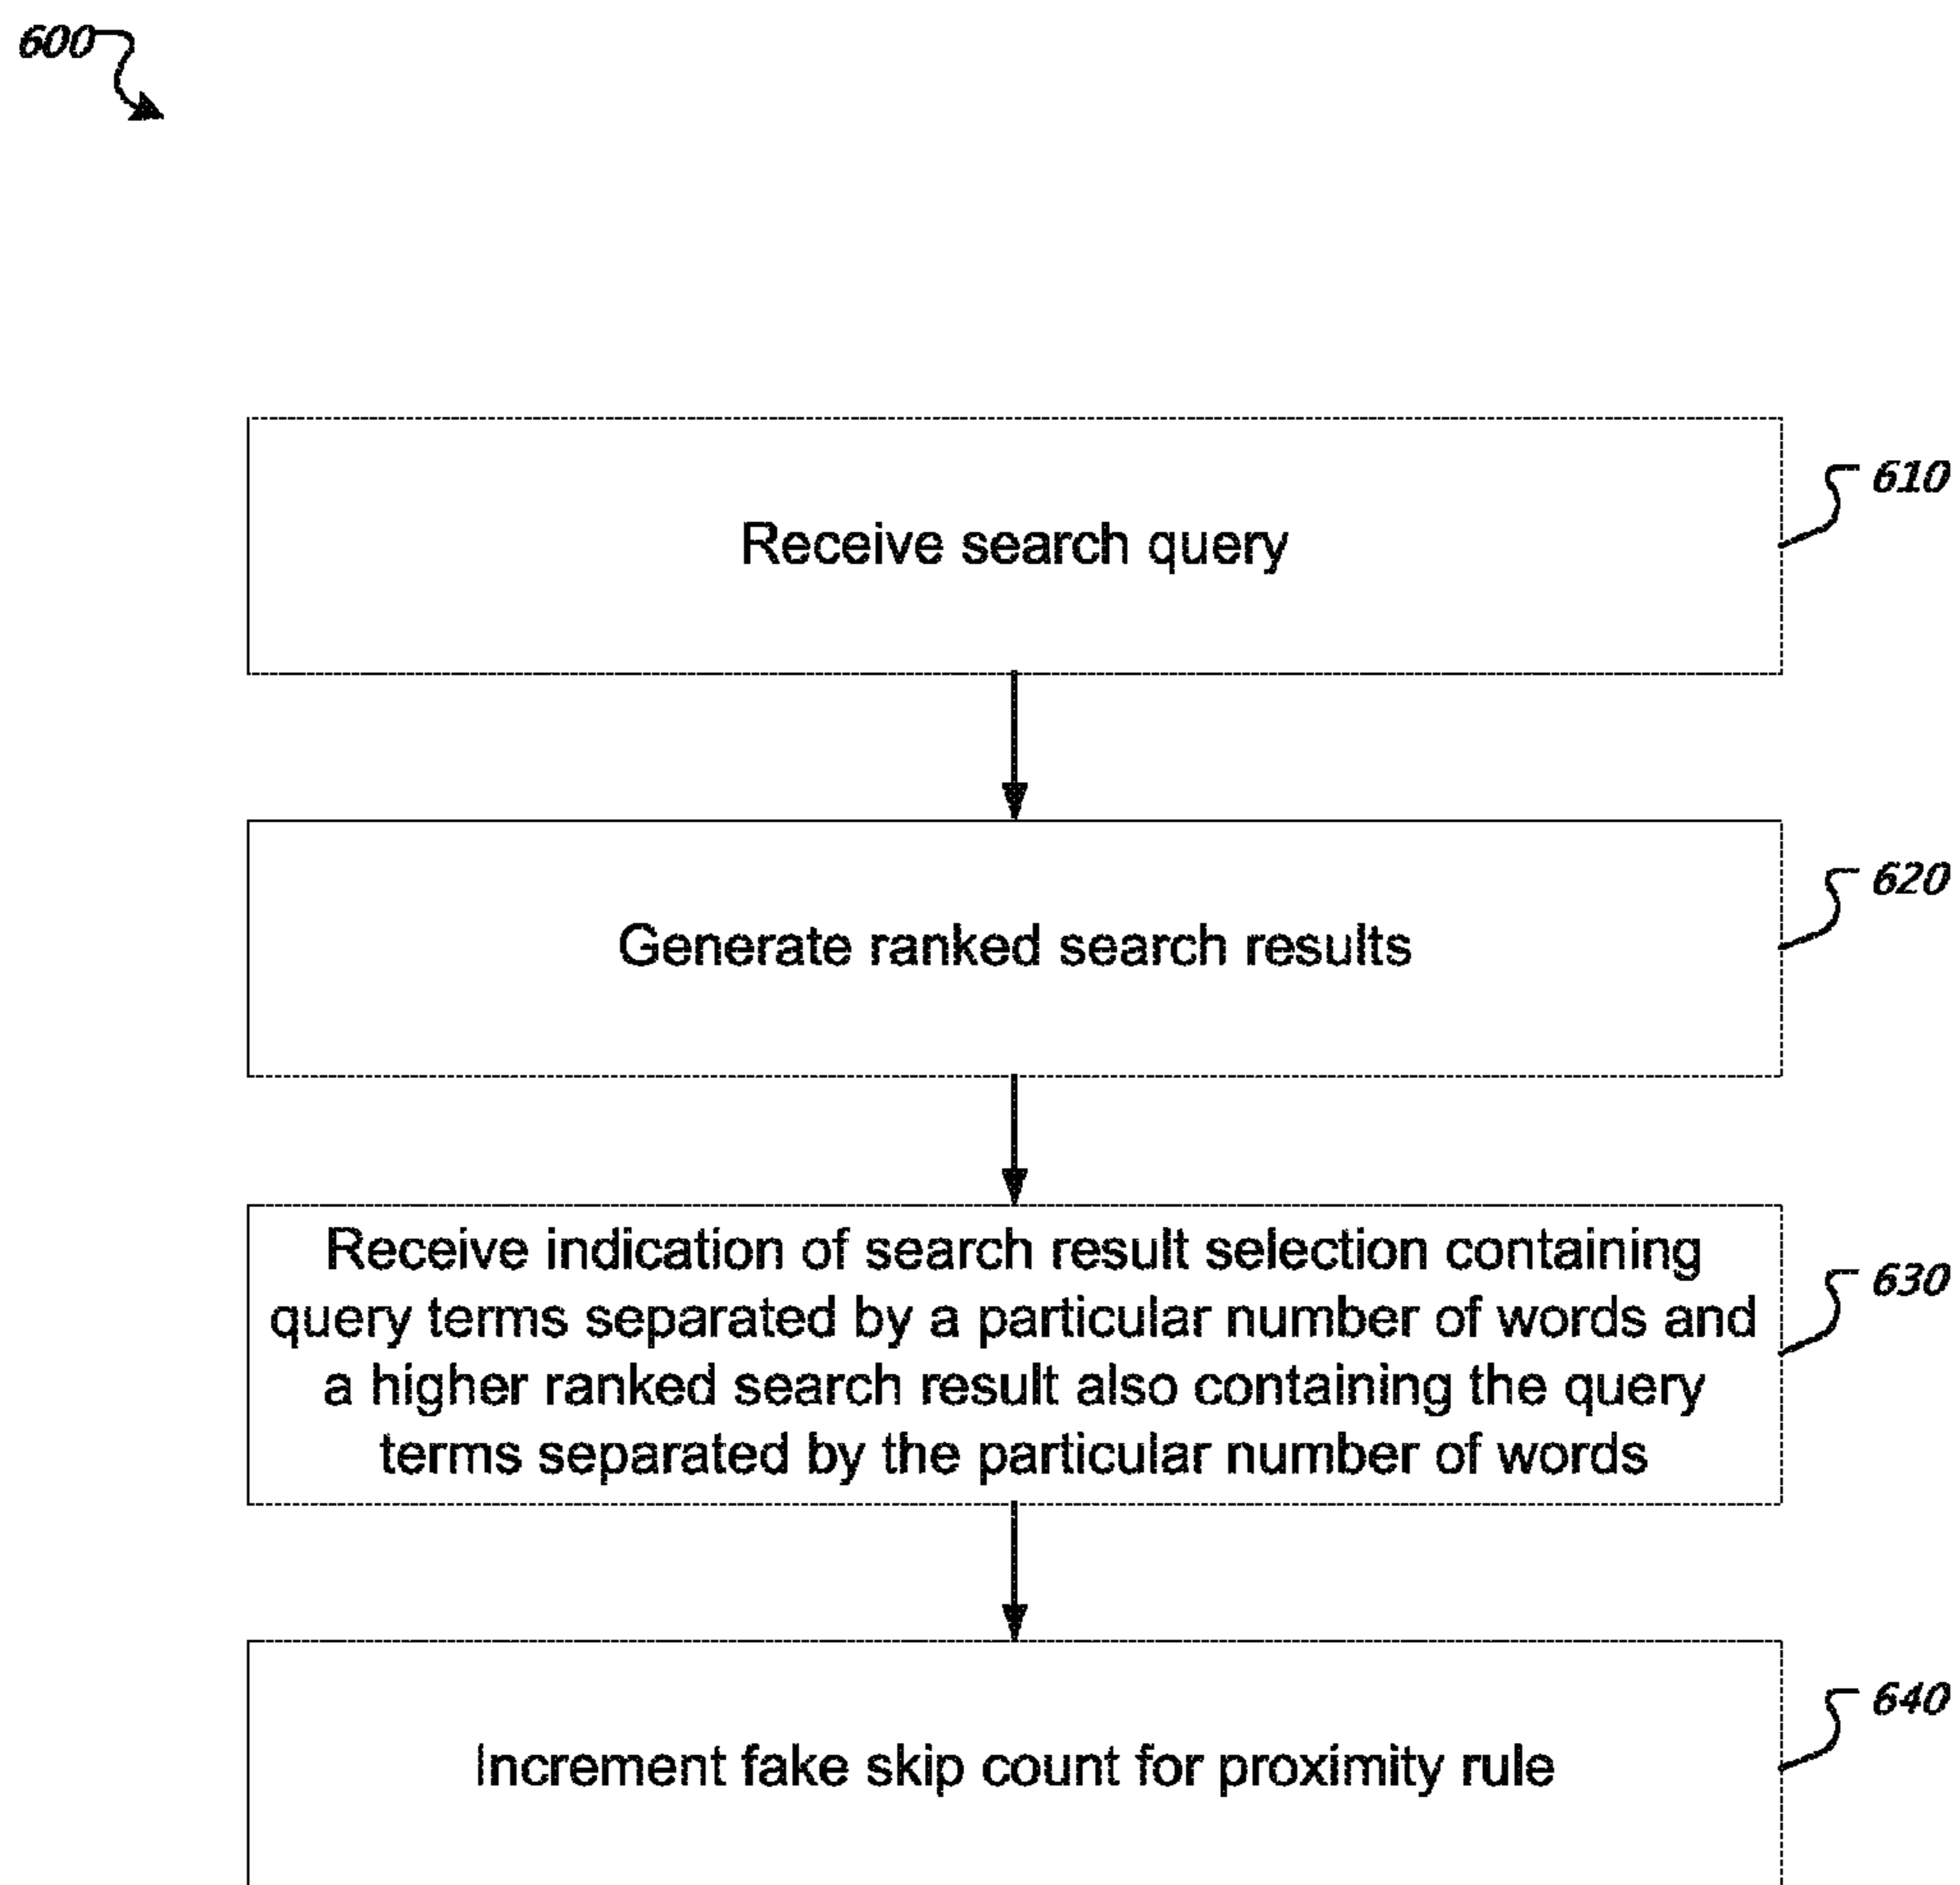 600
610
Receive search query
620
Generate ranked search results
Receive indication of search result selection containing
630
query terms separated by a particular number of words and
a higher ranked search result also containing the query
terms separated by the particular number of words
640
Increment fake skip count for proximity rule